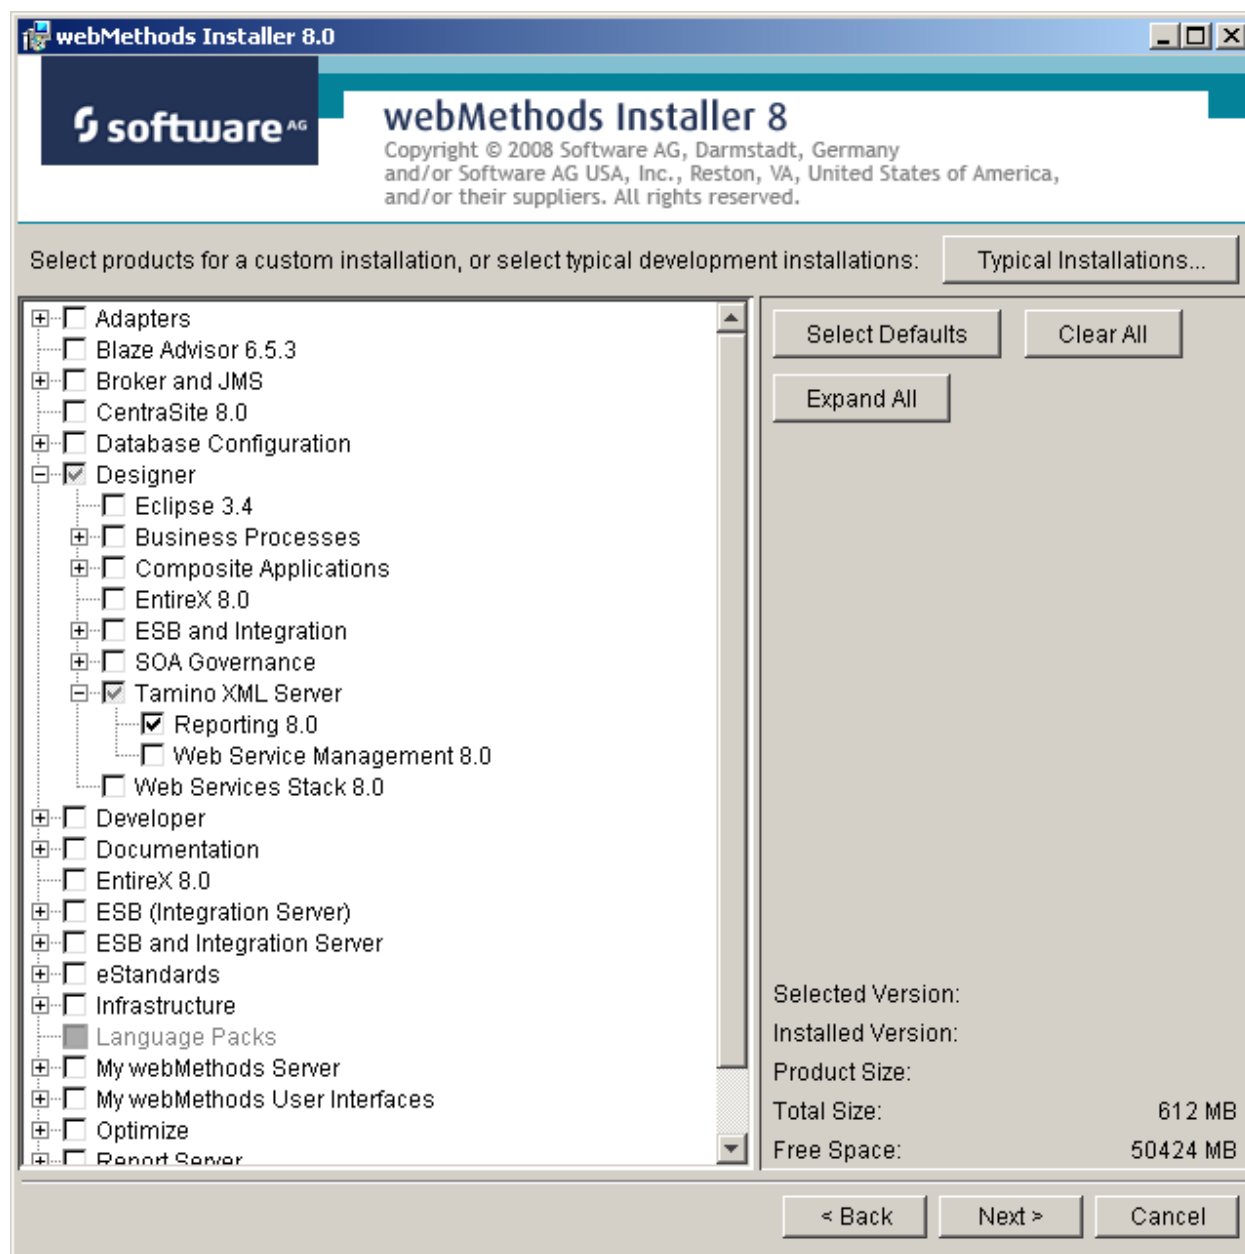 webMethods Installer 8.0
software AG
webMethods Installer 8
Copyright © 2008 Software AG, Darmstadt, Germany
and/or Software AG USA, Inc., Reston, VA, United States of America,
and/or their suppliers. All rights reserved.
Select products for a custom installation, or select typical development installations:
Typical Installations...
Adapters
Blaze Advisor 6.5.3
Broker and JMS
CentraSite 8.0
Database Configuration
Designer
Eclipse 3.4
Business Processes
Composite Applications
EntireX 8.0
ESB and Integration
SOA Governance
Tamino XML Server
Reporting 8.0
Web Service Management 8.0
Web Services Stack 8.0
Developer
Documentation
EntireX 8.0
ESB (Integration Server)
ESB and Integration Server
eStandards
Infrastructure
Language Packs
My webMethods Server
My webMethods User Interfaces
Optimize
Report Server
Select Defaults
Clear All
Expand All
Selected Version:
Installed Version:
Product Size:
Total Size: 612 MB
Free Space: 50424 MB
< Back
Next >
Cancel